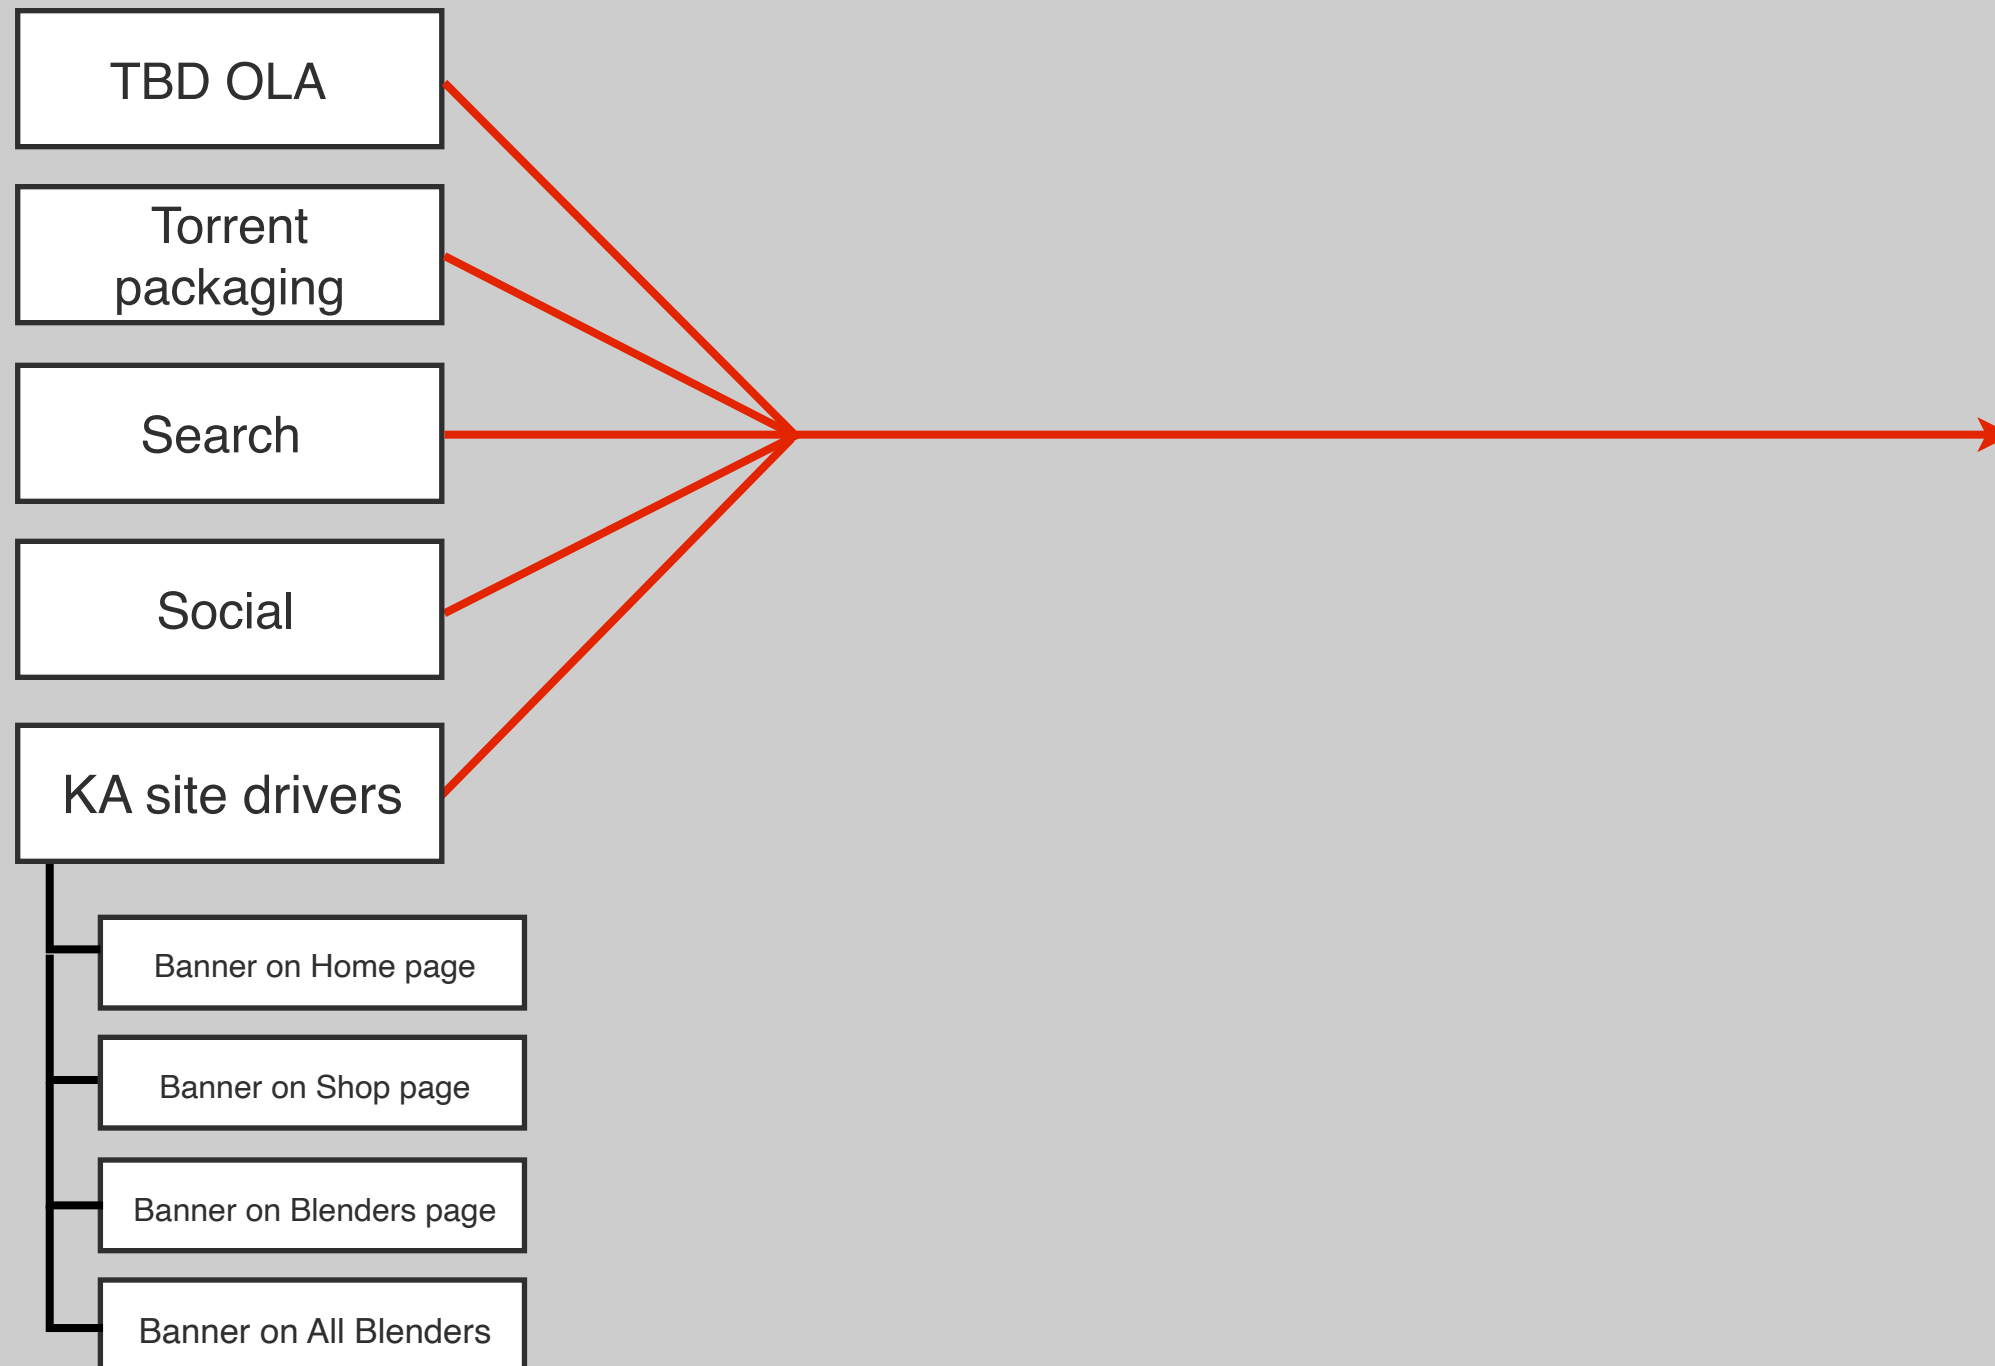 TBD OLA
Torrent
packaging
Search
Social
KA site drivers
Banner on Home page
Banner on Shop page
Banner on Blenders page
Banner on All Blenders